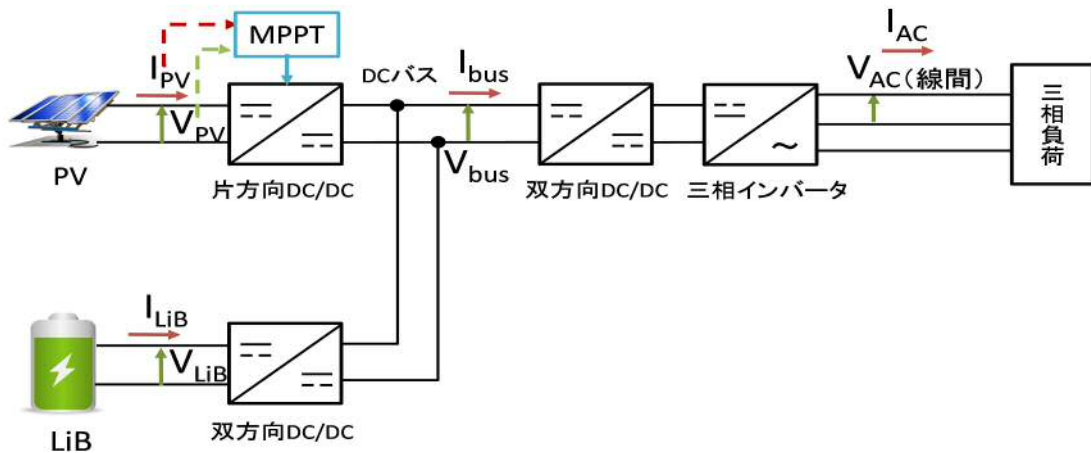 MPPT
I_AC
I_PV
DCバス
I_bus
V_AC(線間)
V_PV
V_bus
三相負荷
PV
片方向DC/DC
双方向DC/DC
三相インバータ
~
I_LiB
V_LiB
LiB
双方向DC/DC